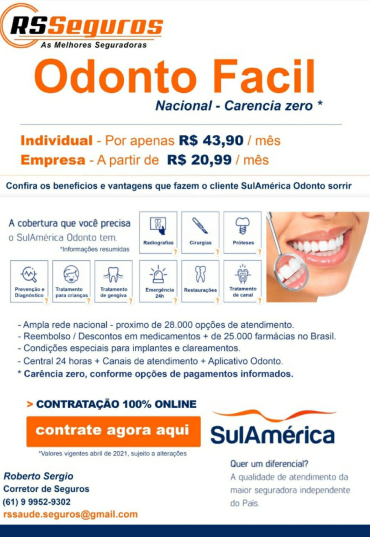 RSSeguros
As Melhores Seguradoras
Odonto Facil
Nacional - Carencia zero *
Individual - Por apenas R$ 43,90 / mês
Empresa - A partir de R$ 20,99 / mês
Confira os benefícios e vantagens que fazem o cliente SulAmérica Odonto sorrir
A cobertura que você precisa
o SulAmérica Odonto tem.
*Informações resumidas
Radiografias
Cirurgias
Próteses
Prevenção e
Diagnóstico
Tratamento
para crianças
Tratamento
de gengiva
Emergência
24h
Restaurações
Tratamento
de canal
- Ampla rede nacional - proximo de 28.000 opções de atendimento.
- Reembolso / Descontos em medicamentos + de 25.000 farmácias no Brasil.
- Condições especiais para implantes e clareamentos.
- Central 24 horas + Canais de atendimento + Aplicativo Odonto.
* Carência zero, conforme opções de pagamentos informados.
> CONTRATAÇÃO 100% ONLINE
contrate agora aqui
*Valores vigentes abril de 2021, sujeito a alterações
SulAmérica
Roberto Sergio
Corretor de Seguros
(61) 9 9952-9302
rssaude.seguros@gmail.com
Quer um diferencial?
A qualidade de atendimento da
maior seguradora independente
do País.